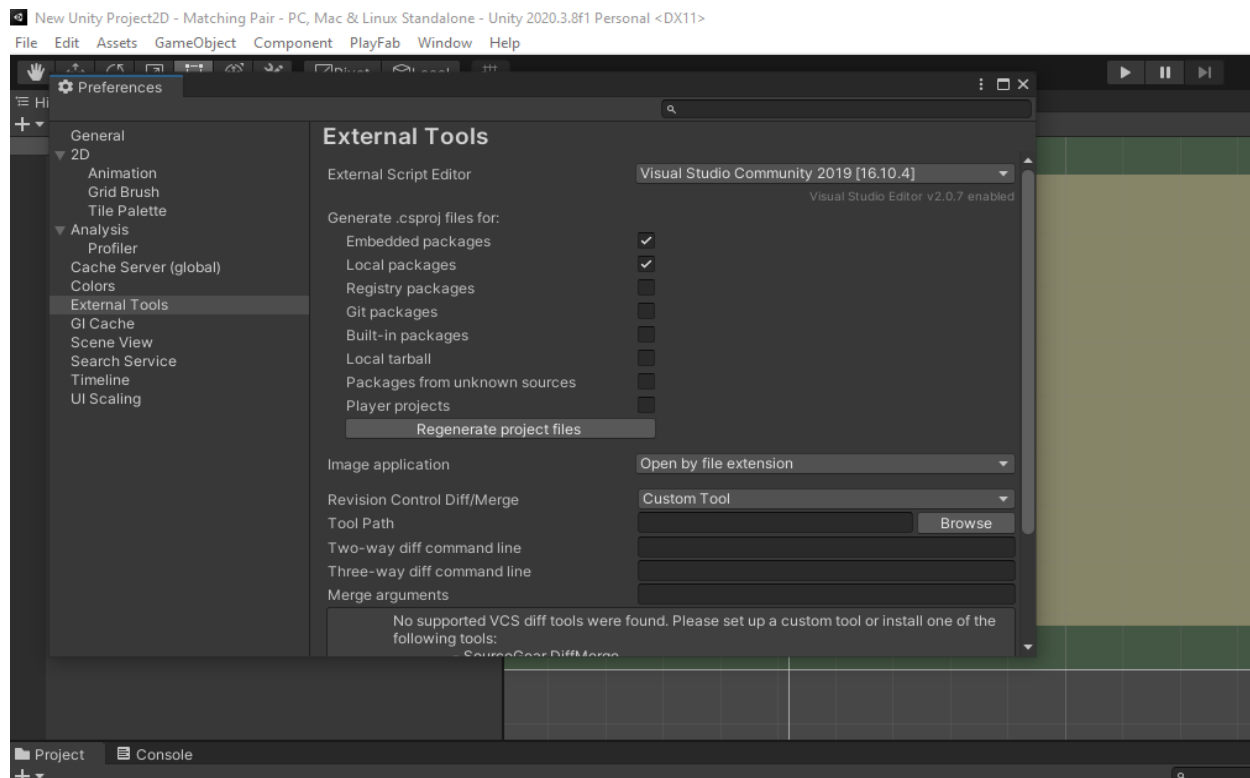 New Unity Project2D - Matching Pair - PC, Mac & Linux Standalone - Unity 2020.3.8f1 Personal <DX11>
File Edit Assets GameObject Component PlayFab Window Help
Preferences
Hi
General
2D
Animation
Grid Brush
Tile Palette
Analysis
Profiler
Cache Server (global)
Colors
External Tools
GI Cache
Scene View
Search Service
Timeline
UI Scaling
External Tools
External Script Editor Visual Studio Community 2019 [16.10.4]
Visual Studio Editor v2.0.7 enabled
Generate .csproj files for:
Embedded packages
Local packages
Registry packages
Git packages
Built-in packages
Local tarball
Packages from unknown sources
Player projects
Regenerate project files
Image application Open by file extension
Revision Control Diff/Merge Custom Tool
Tool Path Browse
Two-way diff command line
Three-way diff command line
Merge arguments
No supported VCS diff tools were found. Please set up a custom tool or install one of the
following tools:
- SourceGear DiffMerge
Project Console